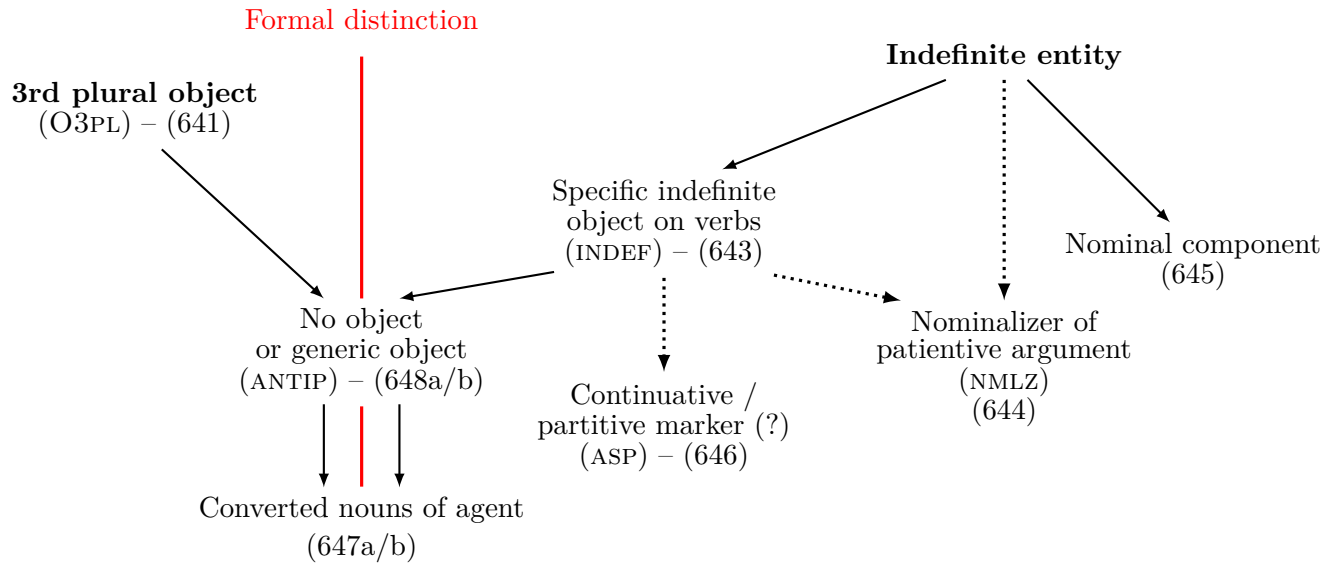 Formal distinction
Indefinite entity
3rd plural object
(O3PL) – (641)
Specific indefinite
object on verbs
(INDEF) – (643)
Nominal component
(645)
No object
or generic object
(ANTIP) – (648a/b)
Nominalizer of
patientive argument
(NMLZ)
(644)
Continuative /
partitive marker (?)
(ASP) – (646)
Converted nouns of agent
(647a/b)